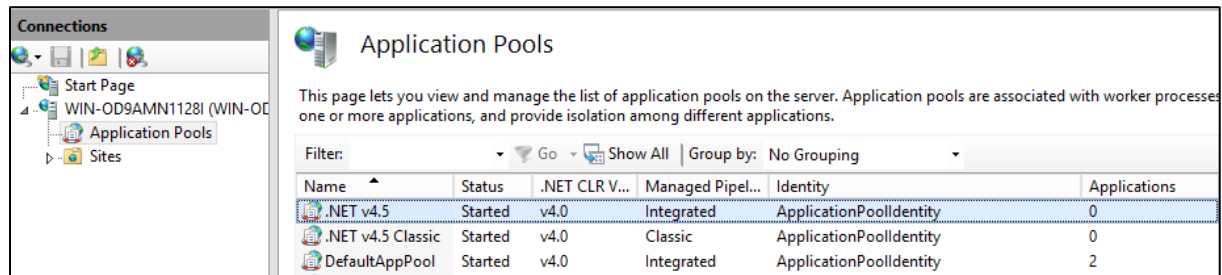 Connections
Start Page
WIN-OD9AMN1128I (WIN-OD
Application Pools
Sites
Application Pools
This page lets you view and manage the list of application pools on the server. Application pools are associated with worker processes
one or more applications, and provide isolation among different applications.
Filter: Go Show All Group by: No Grouping
Name Status .NET CLR V... Managed Pipel... Identity Applications
.NET v4.5 Started v4.0 Integrated ApplicationPoolIdentity 0
.NET v4.5 Classic Started v4.0 Classic ApplicationPoolIdentity 0
DefaultAppPool Started v4.0 Integrated ApplicationPoolIdentity 2